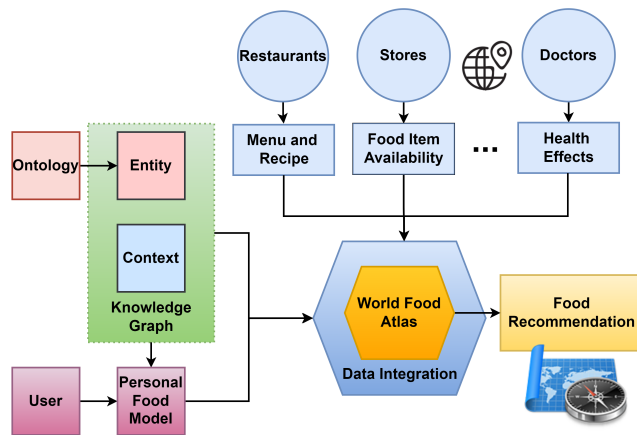 Restaurants
Stores
Doctors
Menu and
Recipe
Food Item
Availability
...
Health
Effects
Ontology
Entity
Context
Knowledge
Graph
World Food
Atlas
Data Integration
Food
Recommendation
User
Personal
Food
Model